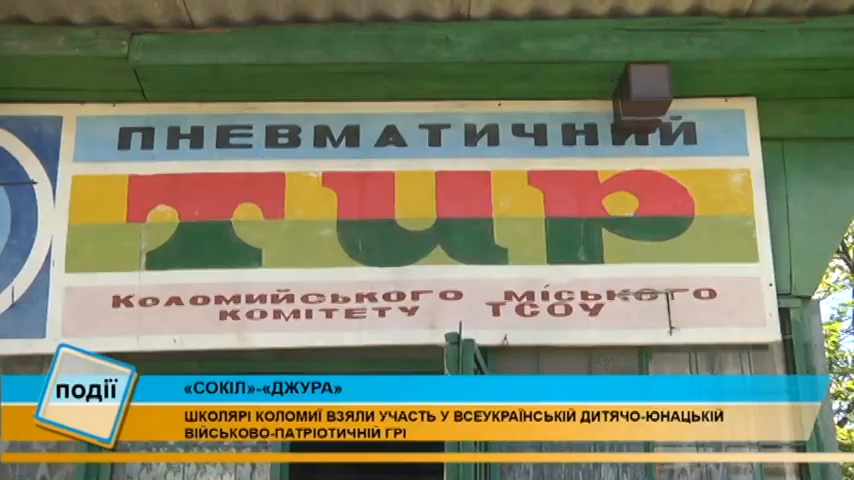 ПНЕВМАТИЧНИЙ
тир
КОЛОМИЙСЬКОГО МІСЬКОГО
КОМІТЕТУ ТСОУ
події
«СОКІЛ»-«ДЖУРА»
ШКОЛЯРІ КОЛОМИЇ ВЗЯЛИ УЧАСТЬ У ВСЕУКРАЇНСЬКІЙ ДИТЯЧО-ЮНАЦЬКІЙ
ВІЙСЬКОВО-ПАТРІОТИЧНІЙ ГРІ